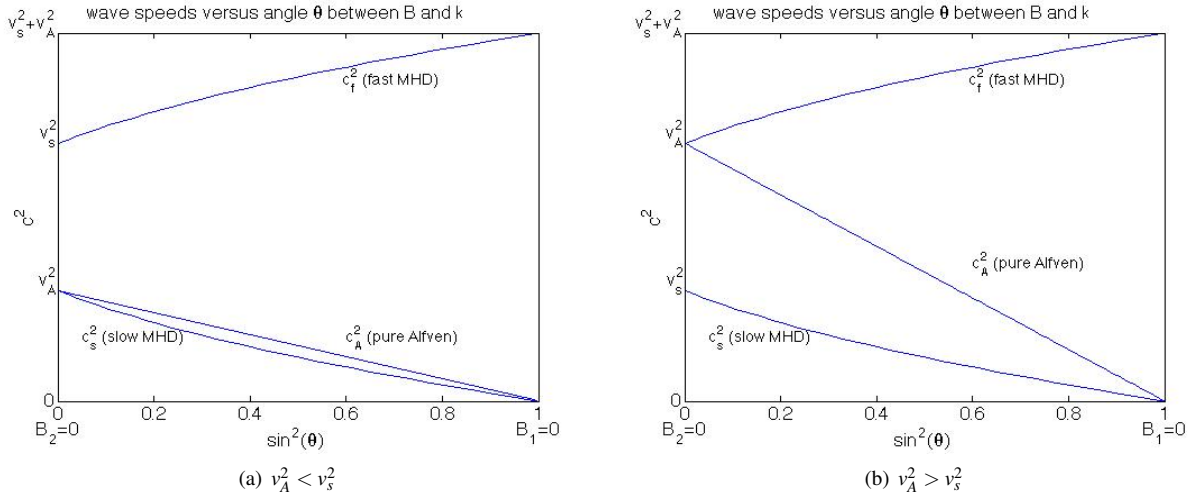 wave speeds versus angle θ between B and k
v_s^2+v_A^2
c_f^2 (fast MHD)
v_s^2
c^2
v_A^2
c_s^2 (slow MHD)
c_A^2 (pure Alfven)
0
0 0.2 0.4 0.6 0.8 1
B_2=0 sin^2(θ) B_1=0
(a) v_A^2 < v_s^2
wave speeds versus angle θ between B and k
v_s^2+v_A^2
c_f^2 (fast MHD)
v_A^2
c^2
c_A^2 (pure Alfven)
v_s^2
c_s^2 (slow MHD)
0
0 0.2 0.4 0.6 0.8 1
B_2=0 sin^2(θ) B_1=0
(b) v_A^2 > v_s^2